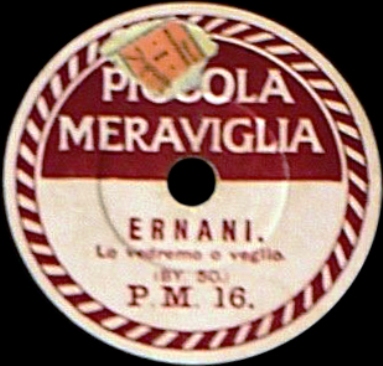 PICCOLA
MERAVIGLIA
ERNANI.
Lo vedremo o veglio.
(BY. 50.)
P. M. 16.